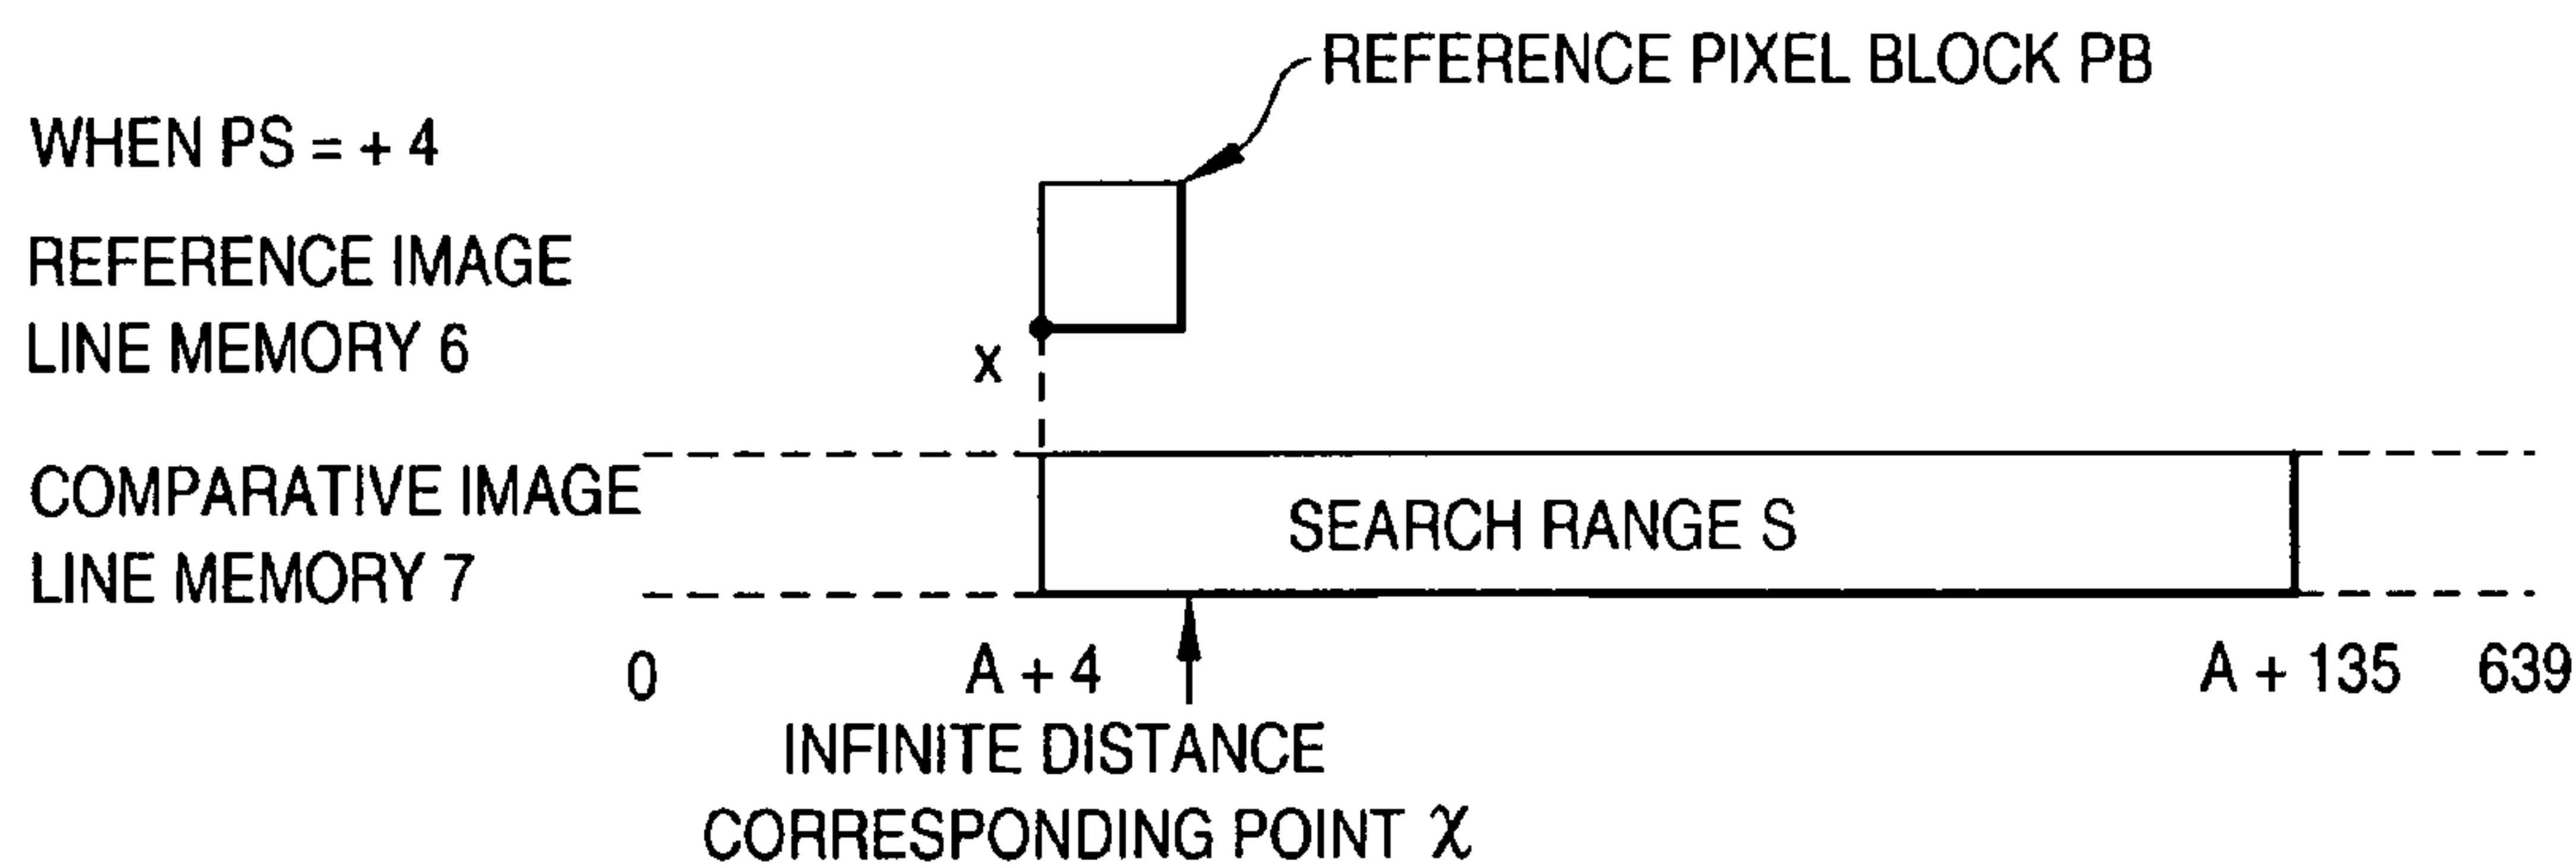 REFERENCE PIXEL BLOCK PB
WHEN PS = + 4
REFERENCE IMAGE
LINE MEMORY 6
X
COMPARATIVE IMAGE
LINE MEMORY 7
SEARCH RANGE S
0 A + 4 A + 135 639
INFINITE DISTANCE
CORRESPONDING POINT χ